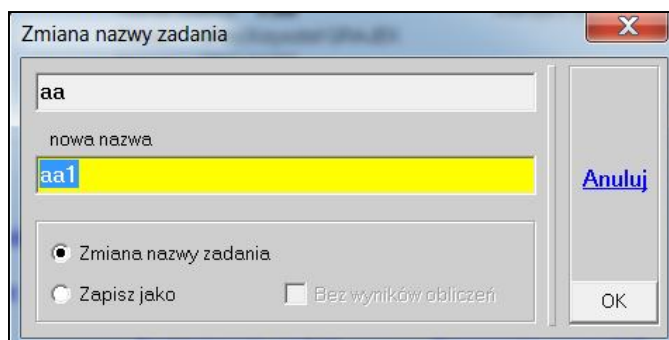 Zmiana nazwy zadania
X
aa
nowa nazwa
aa1
Anuluj
Zmiana nazwy zadania
Zapisz jako
Bez wyników obliczeń
OK